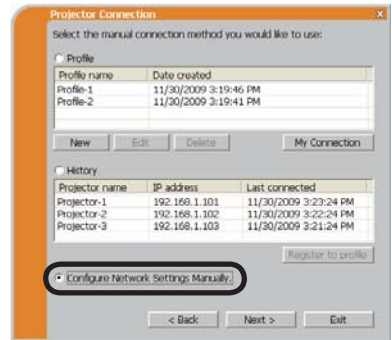 Projector Connection
Select the manual connection method you would like to use:
Profile
Profile name Date created
Profile-1 11/30/2009 3:19:46 PM
Profile-2 11/30/2009 3:19:41 PM
New Edit Delete My Connection
History
Projector name IP address Last connected
Projector-1 192.168.1.101 11/30/2009 3:23:24 PM
Projector-2 192.168.1.102 11/30/2009 3:22:24 PM
Projector-3 192.168.1.103 11/30/2009 3:21:24 PM
Register to profile
Configure Network Settings Manually.
< Back Next > Exit